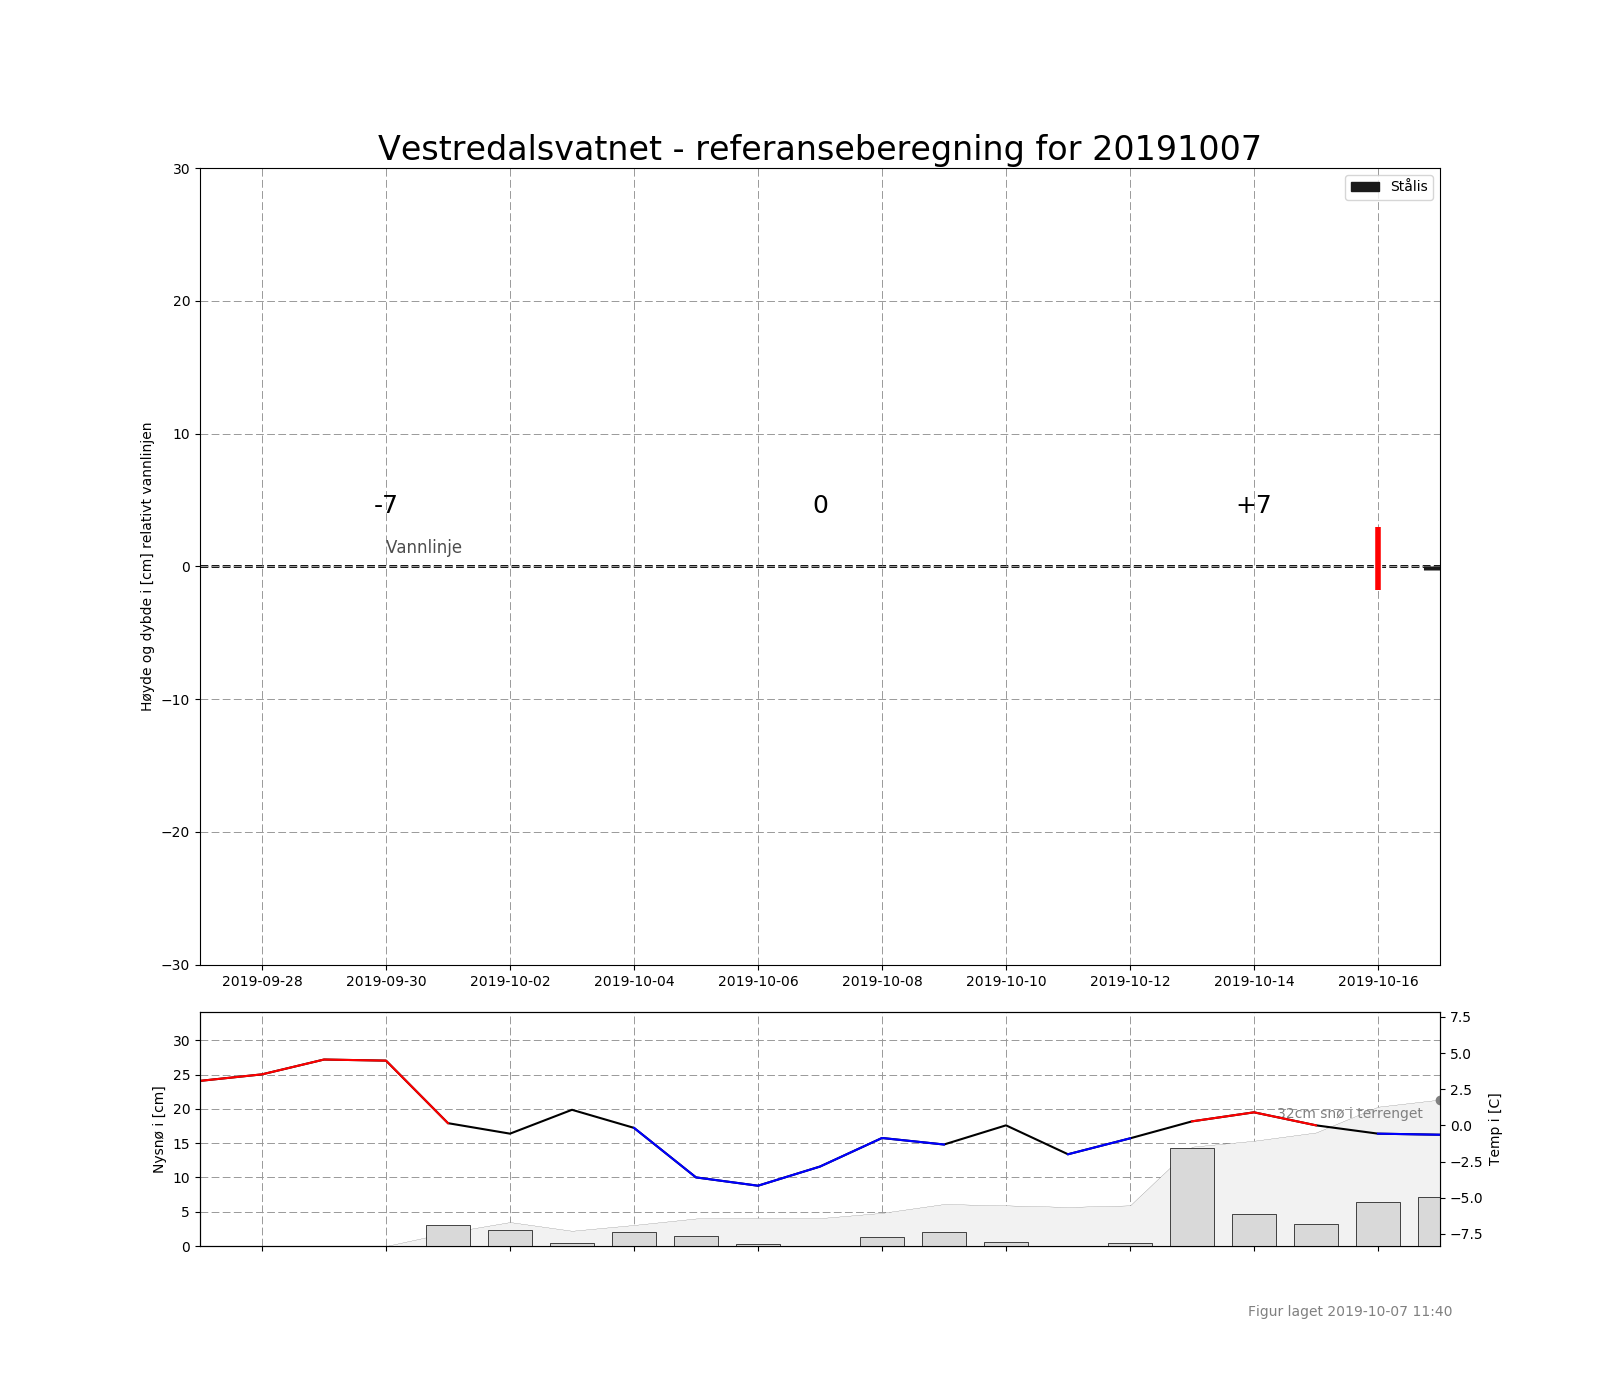 Vestredalsvatnet - referanseberegning for 20191007
Stålis
30
20
10
0
−10
−20
−30
Høyde og dybde i [cm] relativt vannlinjen
-7
0
+7
Vannlinje
2019-09-28 2019-09-30 2019-10-02 2019-10-04 2019-10-06 2019-10-08 2019-10-10 2019-10-12 2019-10-14 2019-10-16
30
25
20
15
10
5
0
Nysnø i [cm]
32cm snø i terrenget
7.5
5.0
2.5
0.0
−2.5
−5.0
−7.5
Temp i [C]
Figur laget 2019-10-07 11:40